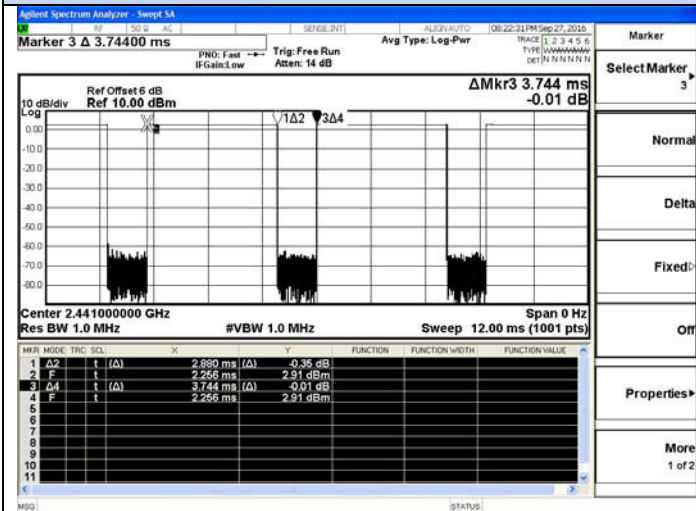 Agilent Spectrum Analyzer - Swept SA
RF 50 Ω AC SENSE:INT ALIGN AUTO 08:22:31 PM Sep 27, 2016
Marker 3 Δ 3.74400 ms
PNO: Fast
IFGain:Low
Trig: Free Run
Atten: 14 dB
Avg Type: Log-Pwr
TRACE 1 2 3 4 5 6
TYPE WWWWWW
DET N N N N N N
Ref Offset 6 dB
10 dB/div Ref 10.00 dBm
ΔMkr3 3.744 ms
-0.01 dB
Log
1Δ2 3Δ4
0.00
-10.0
-20.0
-30.0
-40.0
-50.0
-60.0
-70.0
-80.0
Center 2.441000000 GHz Span 0 Hz
Res BW 1.0 MHz #VBW 1.0 MHz Sweep 12.00 ms (1001 pts)
MKR MODE TRC SCL X Y FUNCTION FUNCTION WIDTH FUNCTION VALUE
1 Δ2 t (Δ) 2.880 ms (Δ) -0.35 dB
2 F t 2.256 ms 2.91 dBm
3 Δ4 t (Δ) 3.744 ms (Δ) -0.01 dB
4 F t 2.256 ms 2.91 dBm
5
6
7
8
9
10
11
MSG STATUS
Marker
Select Marker
3
Normal
Delta
Fixed
Off
Properties
More
1 of 2